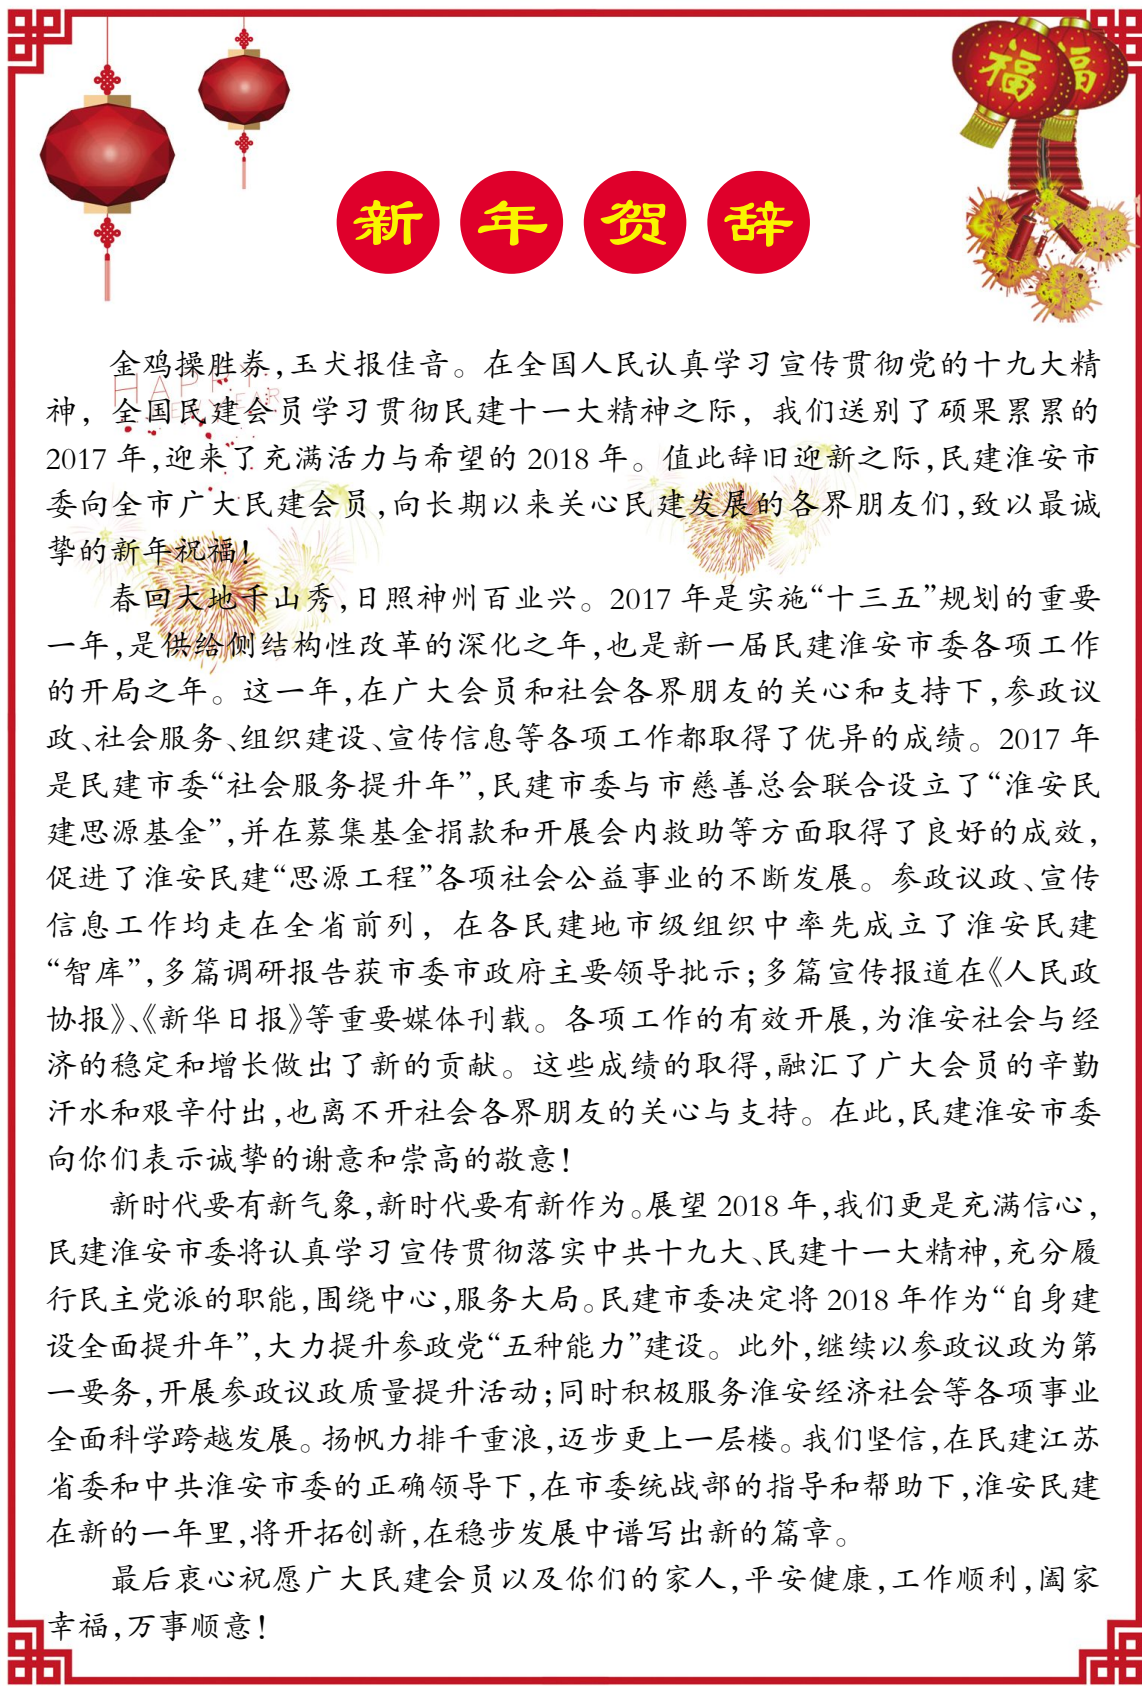 福
福
新年贺辞
金鸡操胜券,玉犬报佳音。在全国人民认真学习宣传贯彻党的十九大精
HAPPY
神，全国民建会员学习贯彻民建十一大精神之际，我们送别了硕果累累的
NEW YEAR
2017 年,迎来了充满活力与希望的 2018 年。值此辞旧迎新之际,民建淮安市
委向全市广大民建会员,向长期以来关心民建发展的各界朋友们,致以最诚
挚的新年祝福!
春回大地千山秀,日照神州百业兴。2017 年是实施“十三五”规划的重要
一年,是供给侧结构性改革的深化之年,也是新一届民建淮安市委各项工作
的开局之年。这一年,在广大会员和社会各界朋友的关心和支持下,参政议
政、社会服务、组织建设、宣传信息等各项工作都取得了优异的成绩。2017 年
是民建市委“社会服务提升年”,民建市委与市慈善总会联合设立了“淮安民
建思源基金”,并在募集基金捐款和开展会内救助等方面取得了良好的成效,
促进了淮安民建“思源工程”各项社会公益事业的不断发展。参政议政、宣传
信息工作均走在全省前列，在各民建地市级组织中率先成立了淮安民建
“智库”,多篇调研报告获市委市政府主要领导批示;多篇宣传报道在《人民政
协报》、《新华日报》等重要媒体刊载。各项工作的有效开展,为淮安社会与经
济的稳定和增长做出了新的贡献。这些成绩的取得,融汇了广大会员的辛勤
汗水和艰辛付出,也离不开社会各界朋友的关心与支持。在此,民建淮安市委
向你们表示诚挚的谢意和崇高的敬意!
新时代要有新气象,新时代要有新作为。展望 2018 年,我们更是充满信心,
民建淮安市委将认真学习宣传贯彻落实中共十九大、民建十一大精神,充分履
行民主党派的职能,围绕中心,服务大局。民建市委决定将 2018 年作为“自身建
设全面提升年”,大力提升参政党“五种能力”建设。此外,继续以参政议政为第
一要务,开展参政议政质量提升活动;同时积极服务淮安经济社会等各项事业
全面科学跨越发展。扬帆力排千重浪,迈步更上一层楼。我们坚信,在民建江苏
省委和中共淮安市委的正确领导下,在市委统战部的指导和帮助下,淮安民建
在新的一年里,将开拓创新,在稳步发展中谱写出新的篇章。
最后衷心祝愿广大民建会员以及你们的家人,平安健康,工作顺利,阖家
幸福,万事顺意!